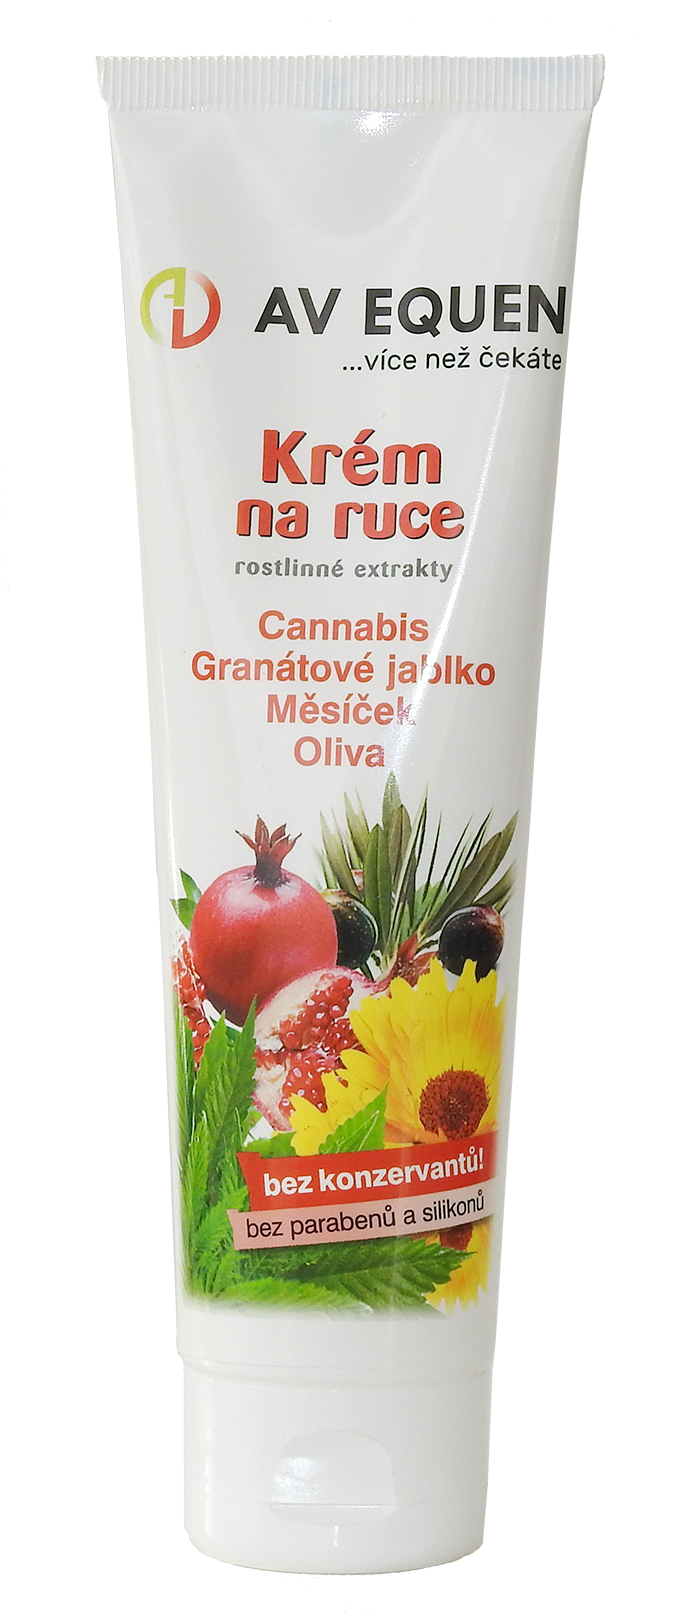 AV EQUEN
...více než čekáte
Krém
na ruce
rostlinné extrakty
Cannabis
Granátové jablko
Měsíček
Oliva
bez konzervantů!
bez parabenů a silikonů